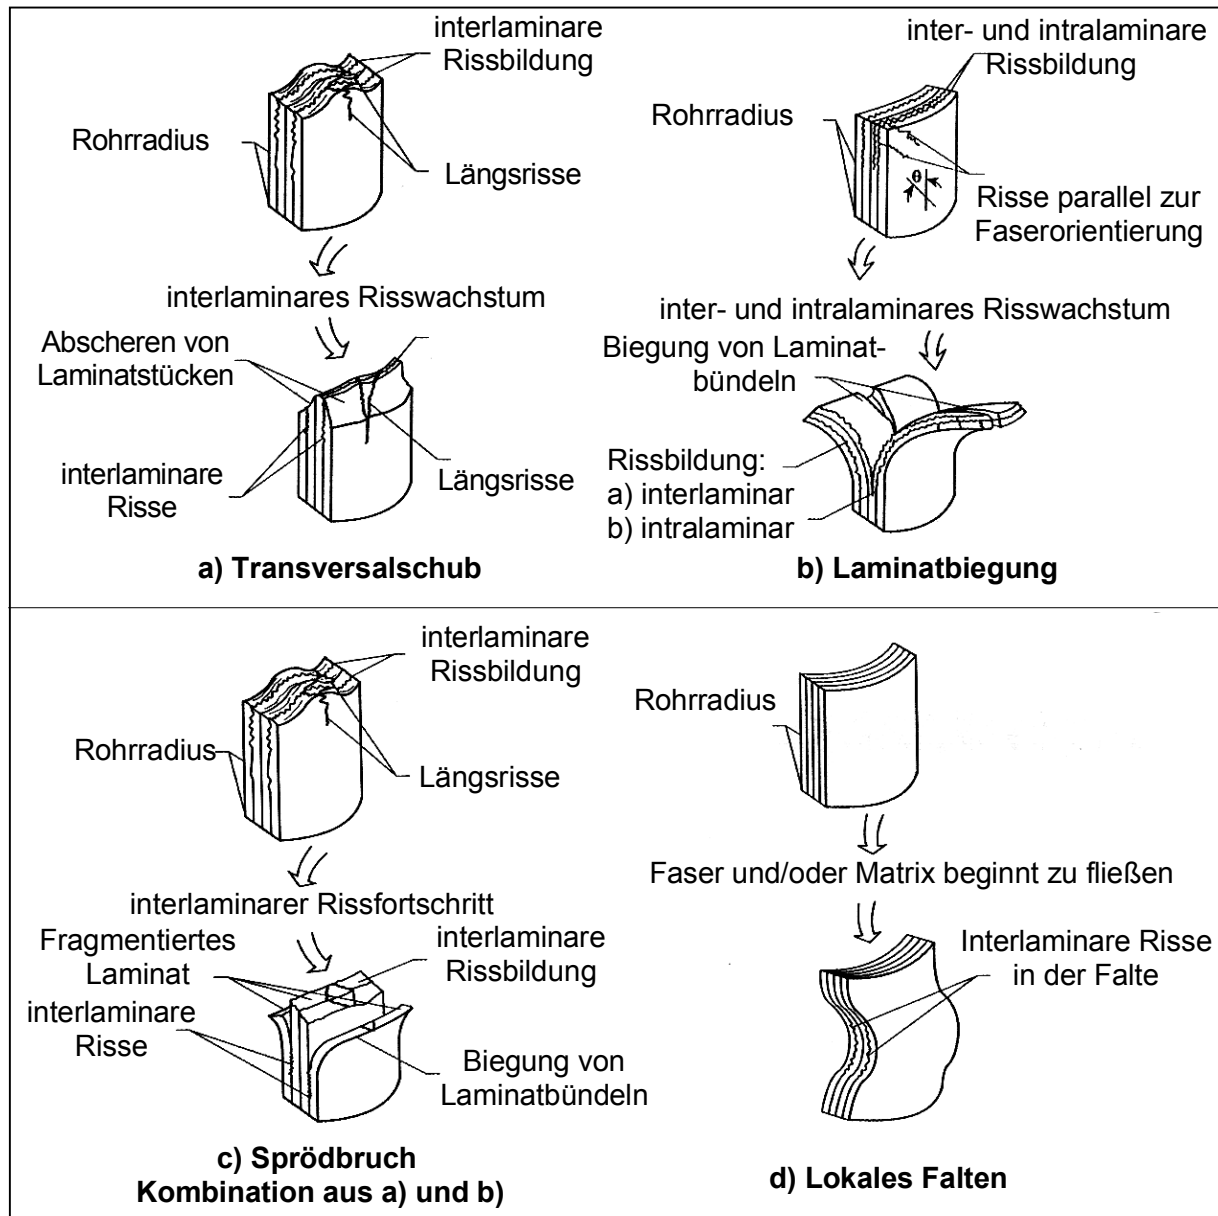 interlaminare
Rissbildung
Rohrradius
Längsrisse
interlaminares Risswachstum
Abscheren von
Laminatstücken
interlaminare
Risse
Längsrisse
a) Transversalschub
inter- und intralaminare
Rissbildung
Rohrradius
θ
Risse parallel zur
Faserorientierung
inter- und intralaminares Risswachstum
Biegung von Laminat-
bündeln
Rissbildung:
a) interlaminar
b) intralaminar
b) Laminatbiegung
interlaminare
Rissbildung
Rohrradius
Längsrisse
interlaminarer Rissfortschritt
Fragmentiertes
Laminat
interlaminare
Rissbildung
interlaminare
Risse
Biegung von
Laminatbündeln
c) Sprödbruch
Kombination aus a) und b)
Rohrradius
Faser und/oder Matrix beginnt zu fließen
Interlaminare Risse
in der Falte
d) Lokales Falten